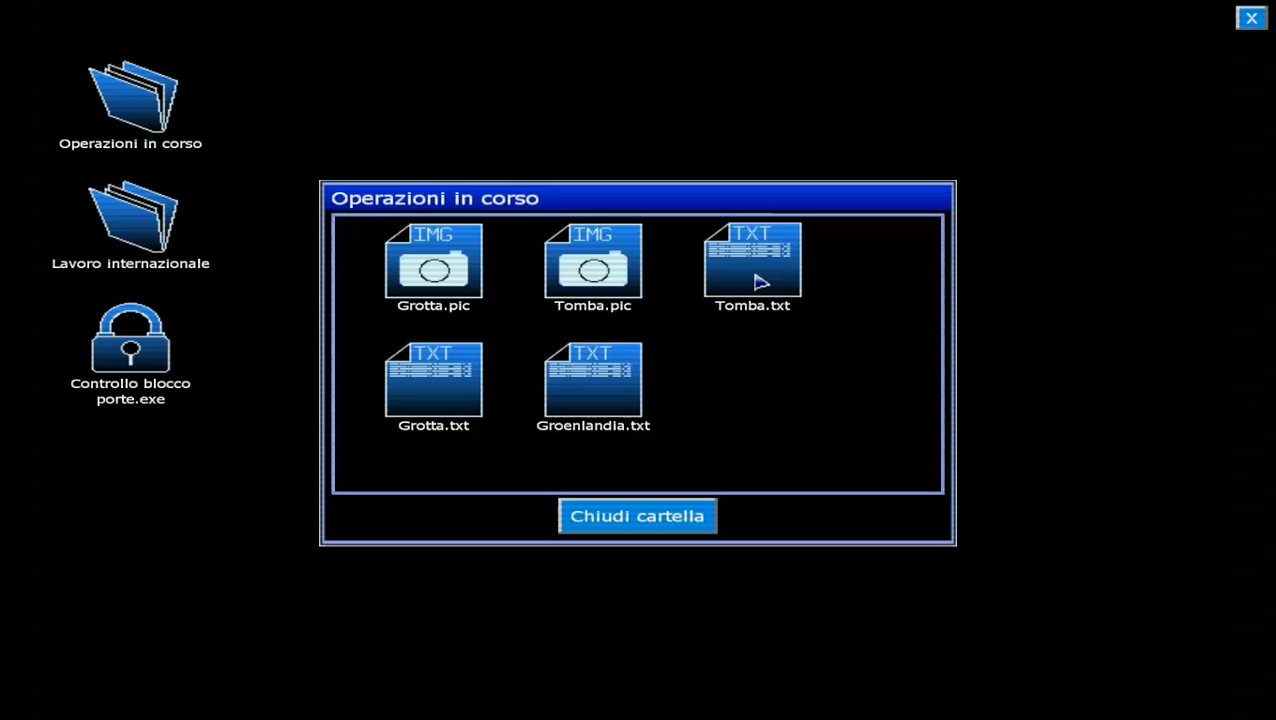 X
Operazioni in corso
Lavoro internazionale
Controllo blocco
porte.exe
Operazioni in corso
IMG
Grotta.pic
IMG
Tomba.pic
TXT
Tomba.txt
TXT
Grotta.txt
TXT
Groenlandia.txt
Chiudi cartella